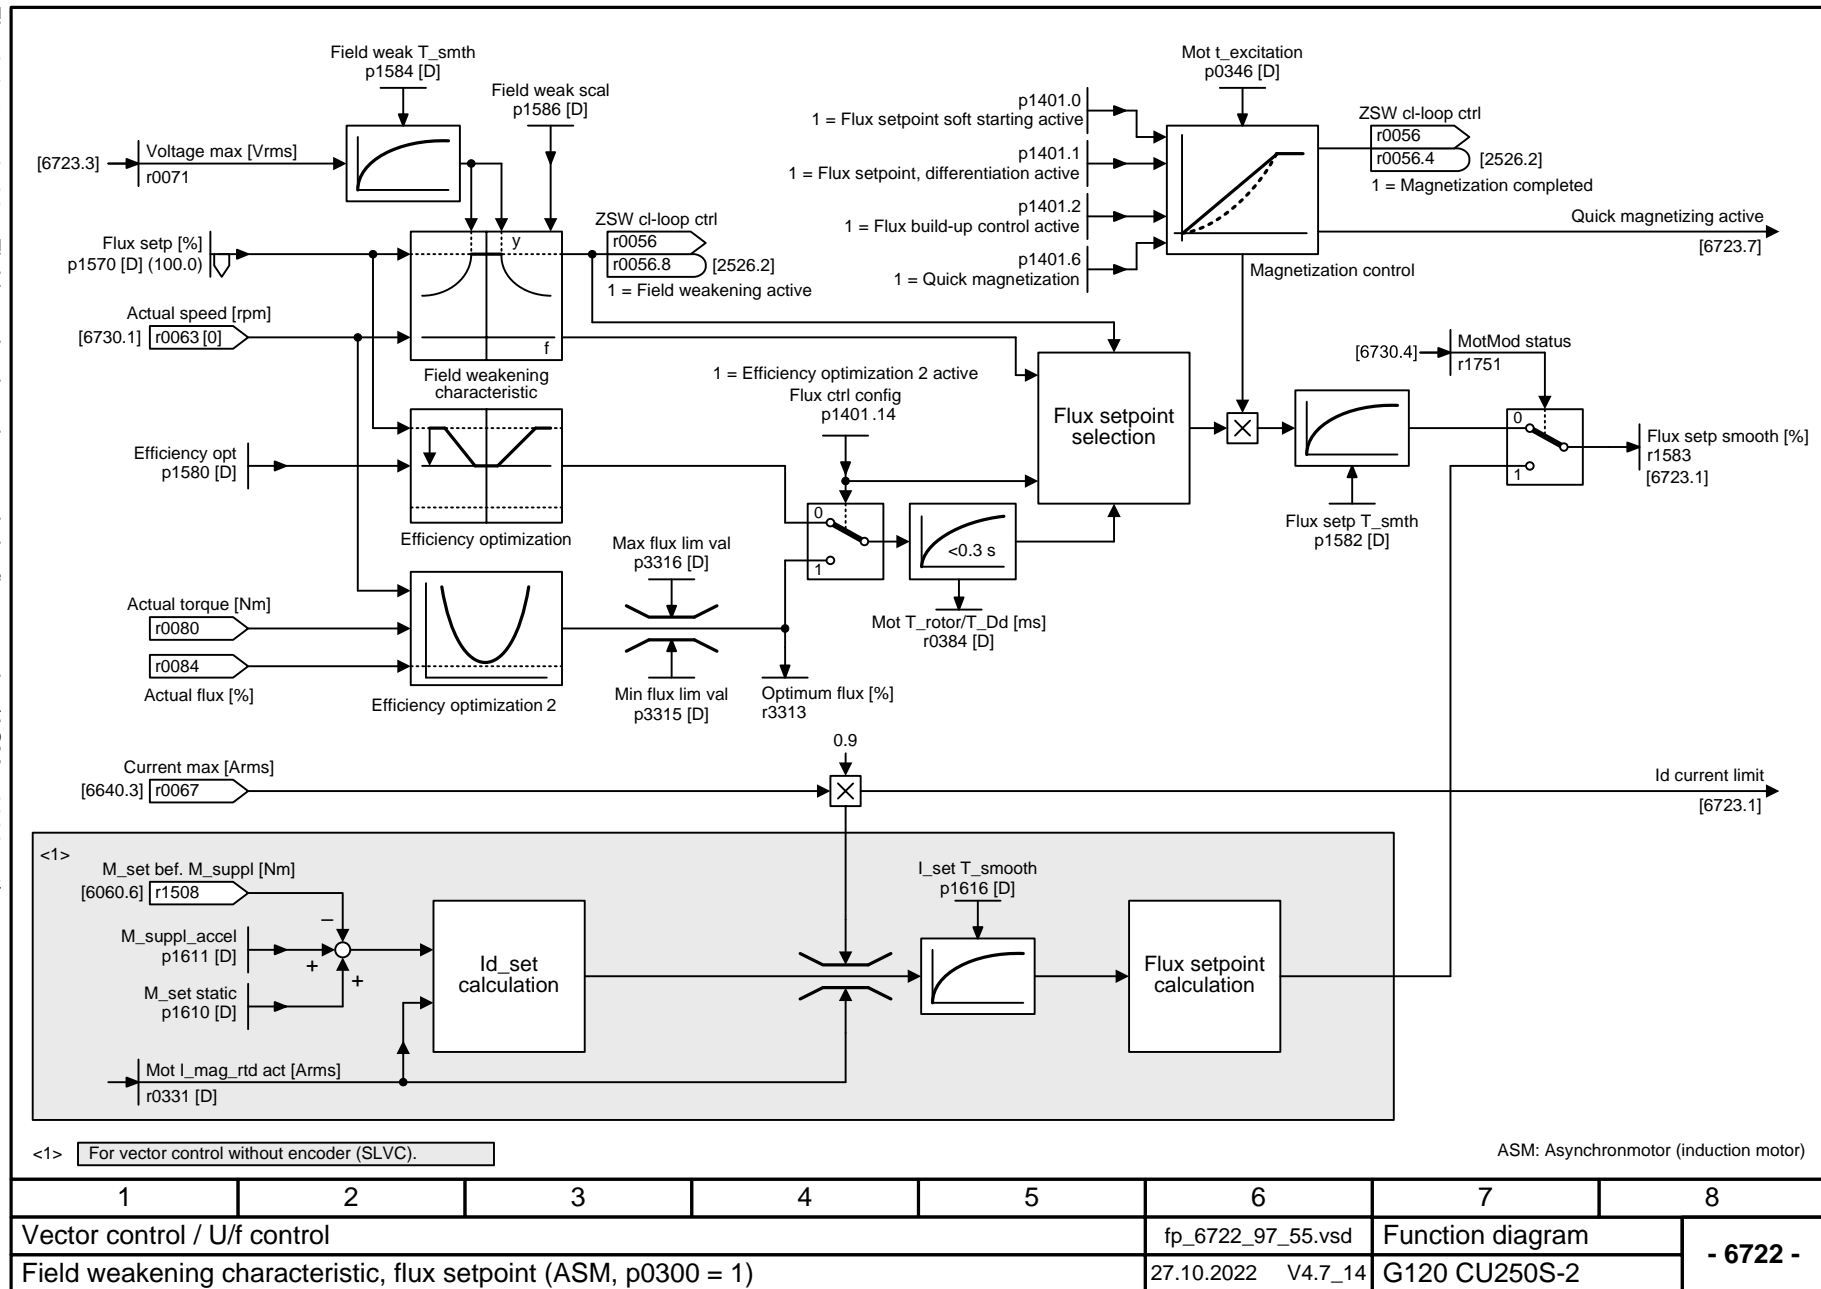 Field weak T_smth
p1584 [D]
Field weak scal
p1586 [D]
[6723.3]
Voltage max [Vrms]
r0071
Flux setp [%]
p1570 [D] (100.0)
Actual speed [rpm]
[6730.1]
r0063 [0]
y
f
Field weakening
characteristic
ZSW cl-loop ctrl
r0056
r0056.8
[2526.2]
1 = Field weakening active
Mot t_excitation
p0346 [D]
p1401.0
1 = Flux setpoint soft starting active
p1401.1
1 = Flux setpoint, differentiation active
p1401.2
1 = Flux build-up control active
p1401.6
1 = Quick magnetization
Magnetization control
ZSW cl-loop ctrl
r0056
r0056.4
[2526.2]
1 = Magnetization completed
Quick magnetizing active
[6723.7]
Efficiency opt
p1580 [D]
Efficiency optimization
1 = Efficiency optimization 2 active
Flux ctrl config
p1401.14
0
1
<0.3 s
Mot T_rotor/T_Dd [ms]
r0384 [D]
Flux setpoint
selection
Flux setp T_smth
p1582 [D]
[6730.4]
MotMod status
r1751
0
1
Flux setp smooth [%]
r1583
[6723.1]
Actual torque [Nm]
r0080
r0084
Actual flux [%]
Efficiency optimization 2
Max flux lim val
p3316 [D]
Min flux lim val
p3315 [D]
Optimum flux [%]
r3313
Current max [Arms]
[6640.3]
r0067
0.9
Id current limit
[6723.1]
<1>
M_set bef. M_suppl [Nm]
[6060.6]
r1508
M_suppl_accel
p1611 [D]
M_set static
p1610 [D]
–
+
+
Id_set
calculation
Mot I_mag_rtd act [Arms]
r0331 [D]
I_set T_smooth
p1616 [D]
Flux setpoint
calculation
<1>
For vector control without encoder (SLVC).
ASM: Asynchronmotor (induction motor)
1 2 3 4 5 6 7 8
Vector control / U/f control
fp_6722_97_55.vsd
Function diagram
- 6722 -
Field weakening characteristic, flux setpoint (ASM, p0300 = 1)
27.10.2022 V4.7_14
G120 CU250S-2